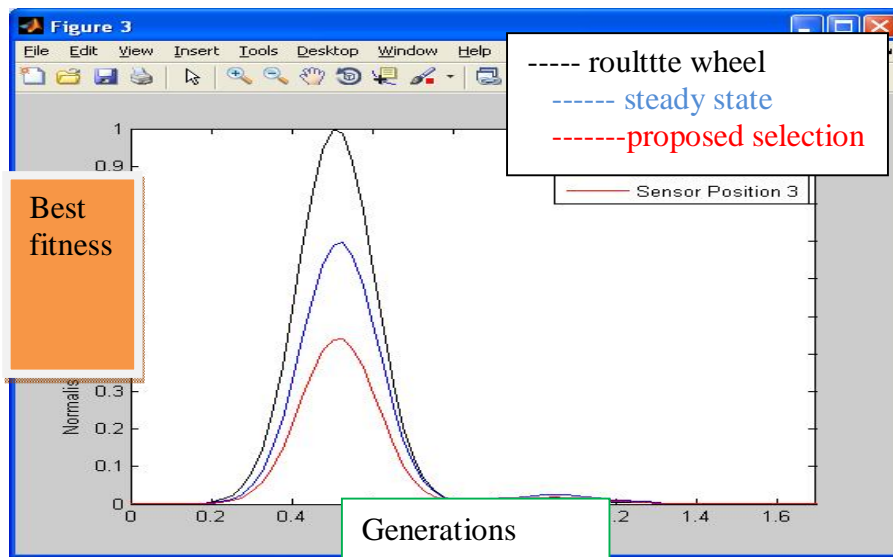 Figure 3
File Edit View Insert Tools Desktop Window Help
----- roulttte wheel
------ steady state
-------proposed selection
Sensor Position 3
Best
fitness
Normalis
1
0.9
0.3
0.2
0.1
0
0 0.2 0.4 .2 1.4 1.6
Generations